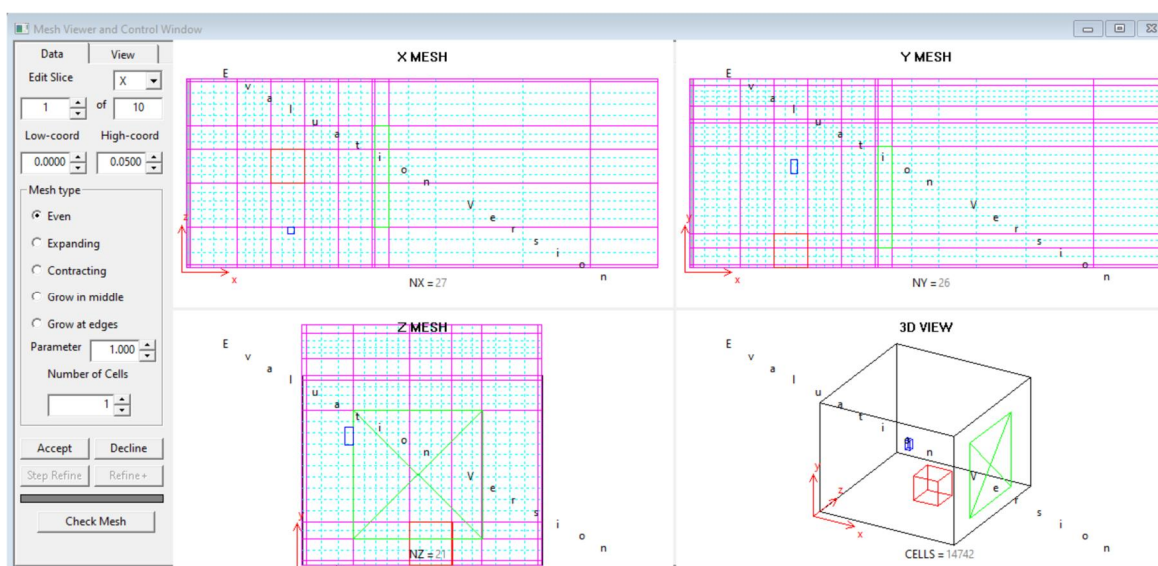 Mesh Viewer and Control Window
Data View
Edit Slice X
1 of 10
Low-coord High-coord
0.0000 0.0500
Mesh type
Even
Expanding
Contracting
Grow in middle
Grow at edges
Parameter 1.000
Number of Cells
1
Accept Decline
Step Refine Refine+
Check Mesh
X MESH
Evaluation Version
z
x
NX = 27
Y MESH
Evaluation Version
y
x
NY = 26
Z MESH
Evaluation Version
y
NZ = 21
3D VIEW
Evaluation Version
y
z
x
CELLS = 14742